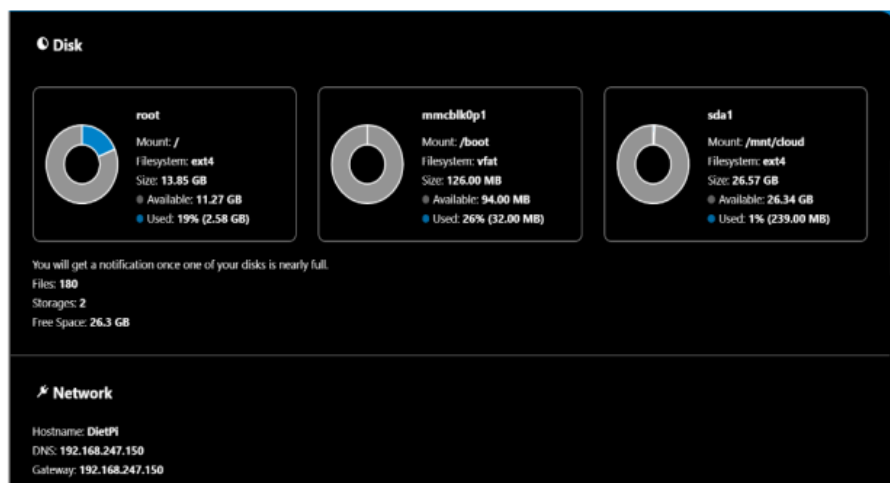 Disk
root
Mount: /
Filesystem: ext4
Size: 13.85 GB
Available: 11.27 GB
Used: 19% (2.58 GB)
mmcblk0p1
Mount: /boot
Filesystem: vfat
Size: 126.00 MB
Available: 94.00 MB
Used: 26% (32.00 MB)
sda1
Mount: /mnt/cloud
Filesystem: ext4
Size: 26.57 GB
Available: 26.34 GB
Used: 1% (239.00 MB)
You will get a notification once one of your disks is nearly full.
Files: 180
Storages: 2
Free Space: 26.3 GB
Network
Hostname: DietPi
DNS: 192.168.247.150
Gateway: 192.168.247.150